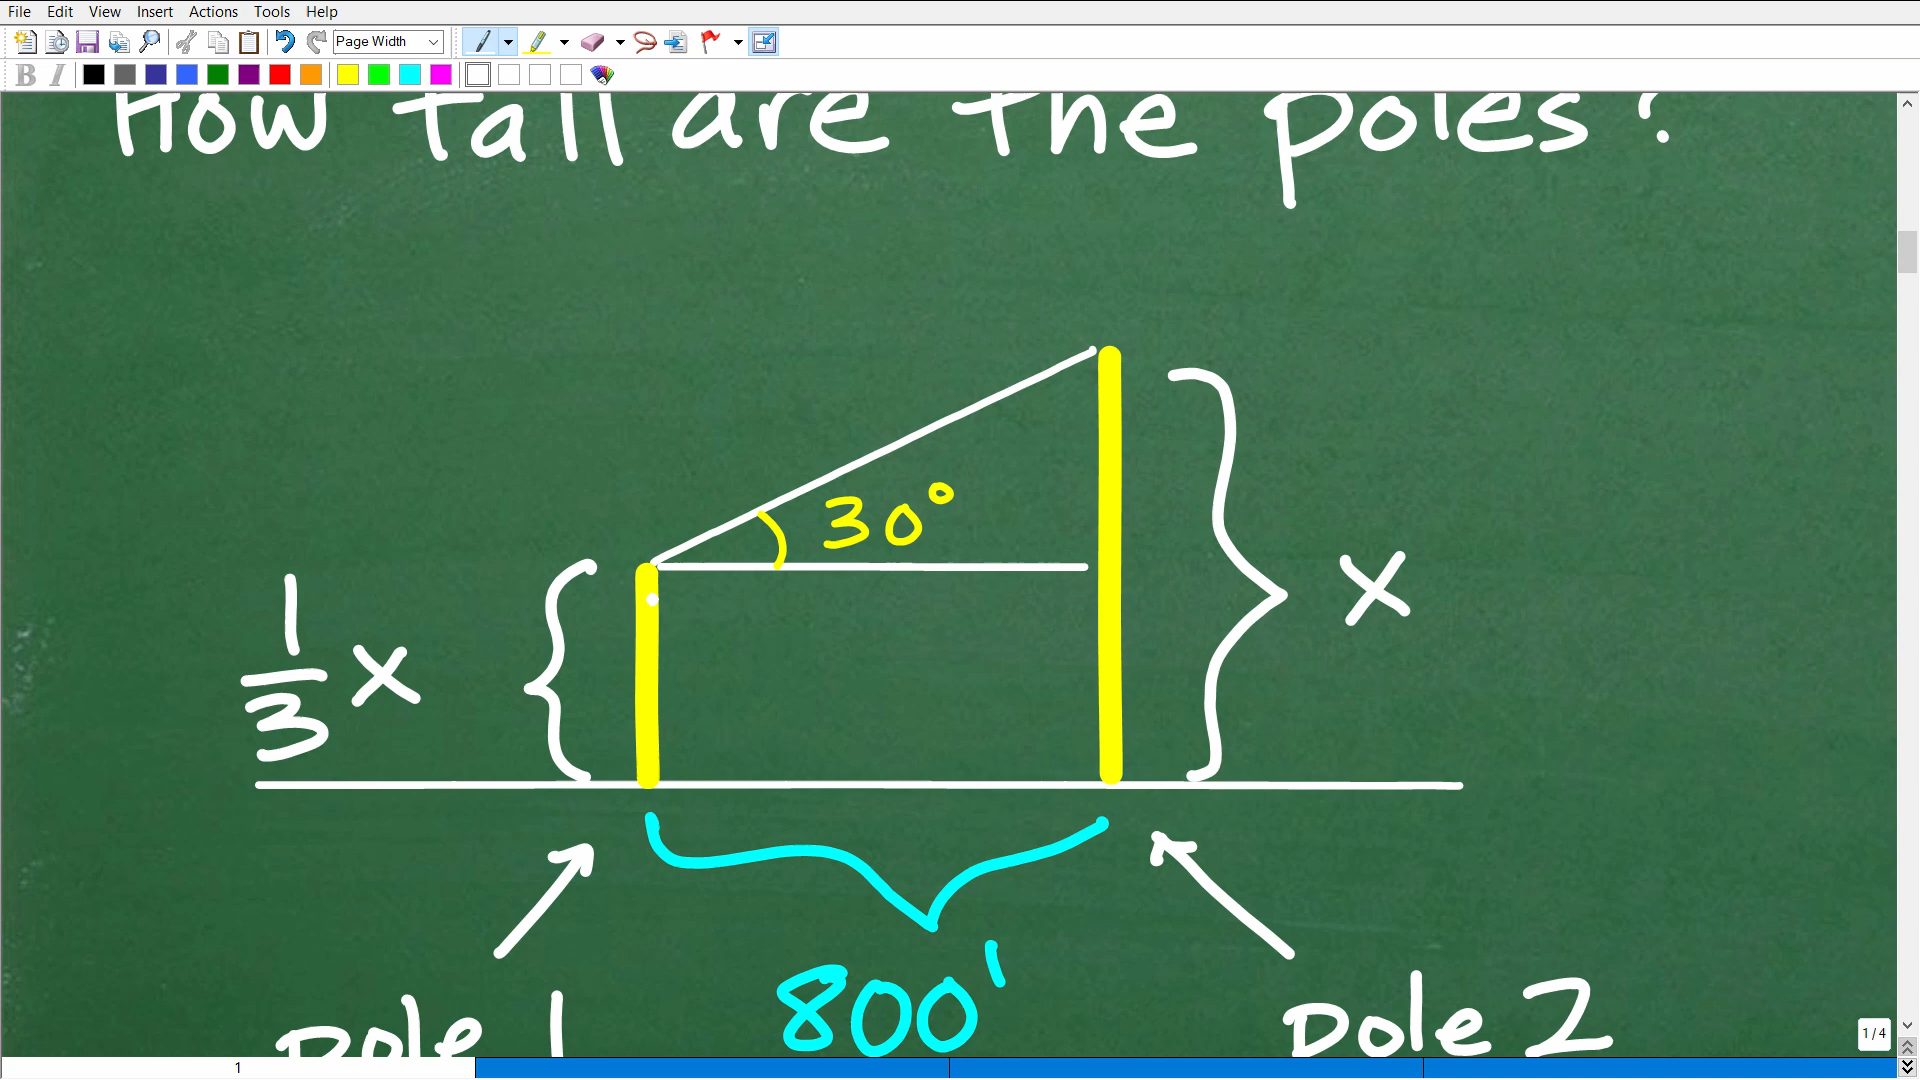 File Edit View Insert Actions Tools Help
Page Width
B I
How tall are the poles?
30°
1/3 x
x
800'
Pole 1
Pole 2
1 / 4
1